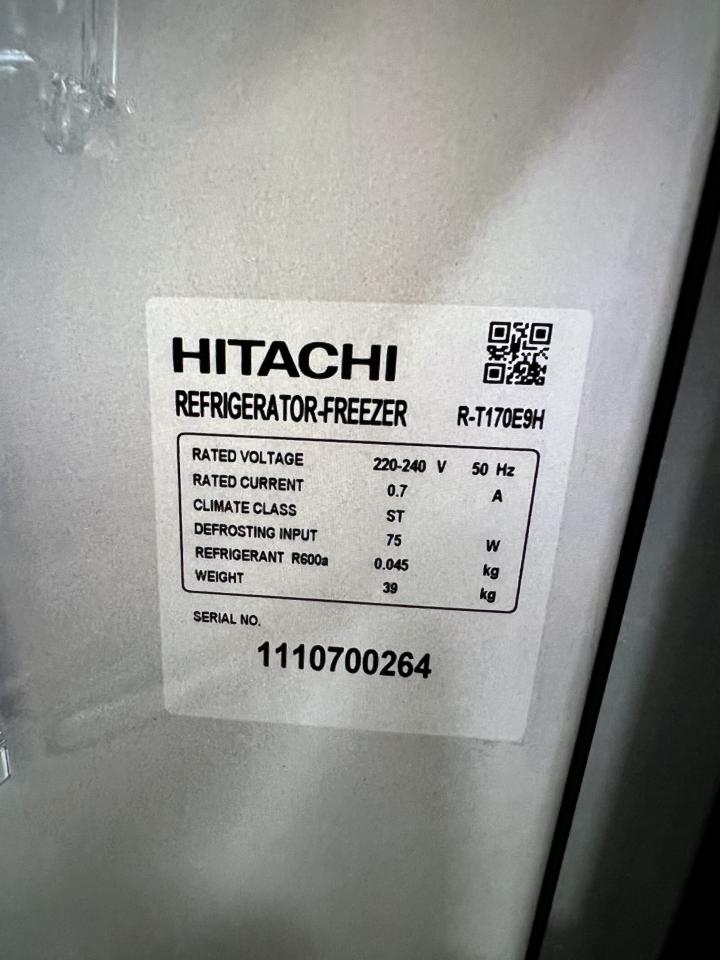 HITACHI
REFRIGERATOR-FREEZER R-T170E9H
RATED VOLTAGE 220-240 V 50 Hz
RATED CURRENT 0.7 A
CLIMATE CLASS ST
DEFROSTING INPUT 75 W
REFRIGERANT R600a 0.045 kg
WEIGHT 39 kg
SERIAL NO.
1110700264